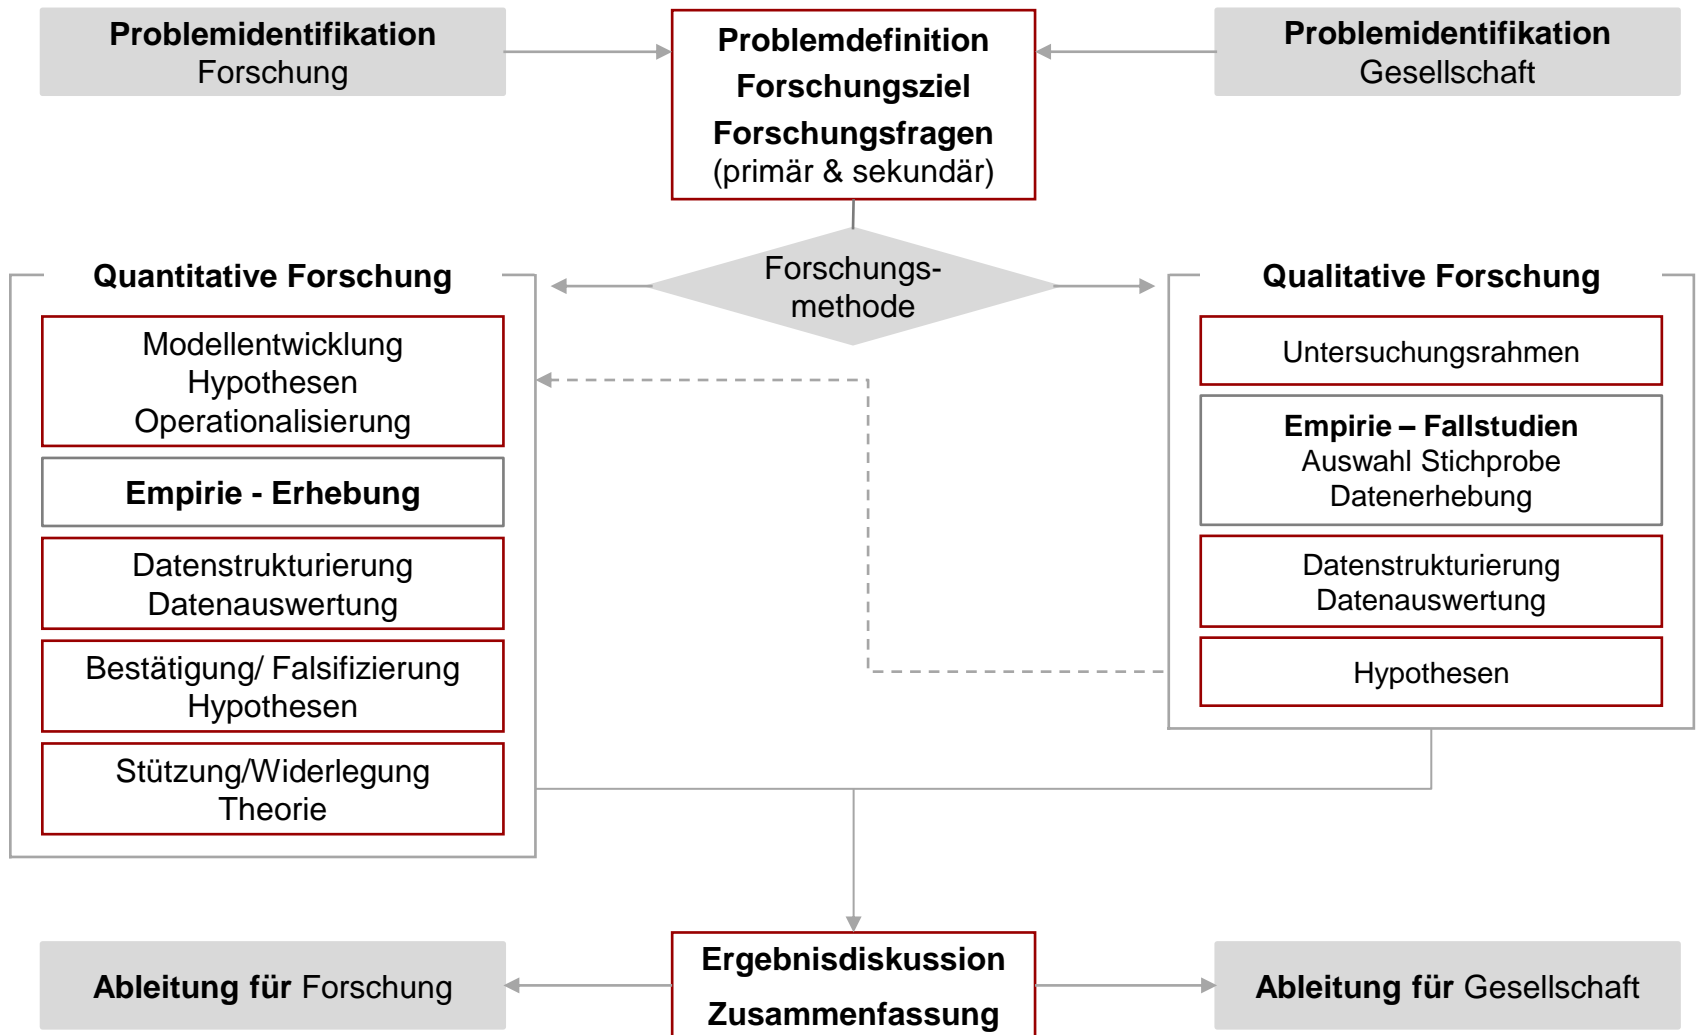 Problemidentifikation
Forschung
Problemdefinition
Forschungsziel
Forschungsfragen
(primär & sekundär)
Problemidentifikation
Gesellschaft
Forschungs-
methode
Quantitative Forschung
Modellentwicklung
Hypothesen
Operationalisierung
Empirie - Erhebung
Datenstrukturierung
Datenauswertung
Bestätigung/ Falsifizierung
Hypothesen
Stützung/Widerlegung
Theorie
Qualitative Forschung
Untersuchungsrahmen
Empirie – Fallstudien
Auswahl Stichprobe
Datenerhebung
Datenstrukturierung
Datenauswertung
Hypothesen
Ableitung für Forschung
Ergebnisdiskussion
Zusammenfassung
Ableitung für Gesellschaft